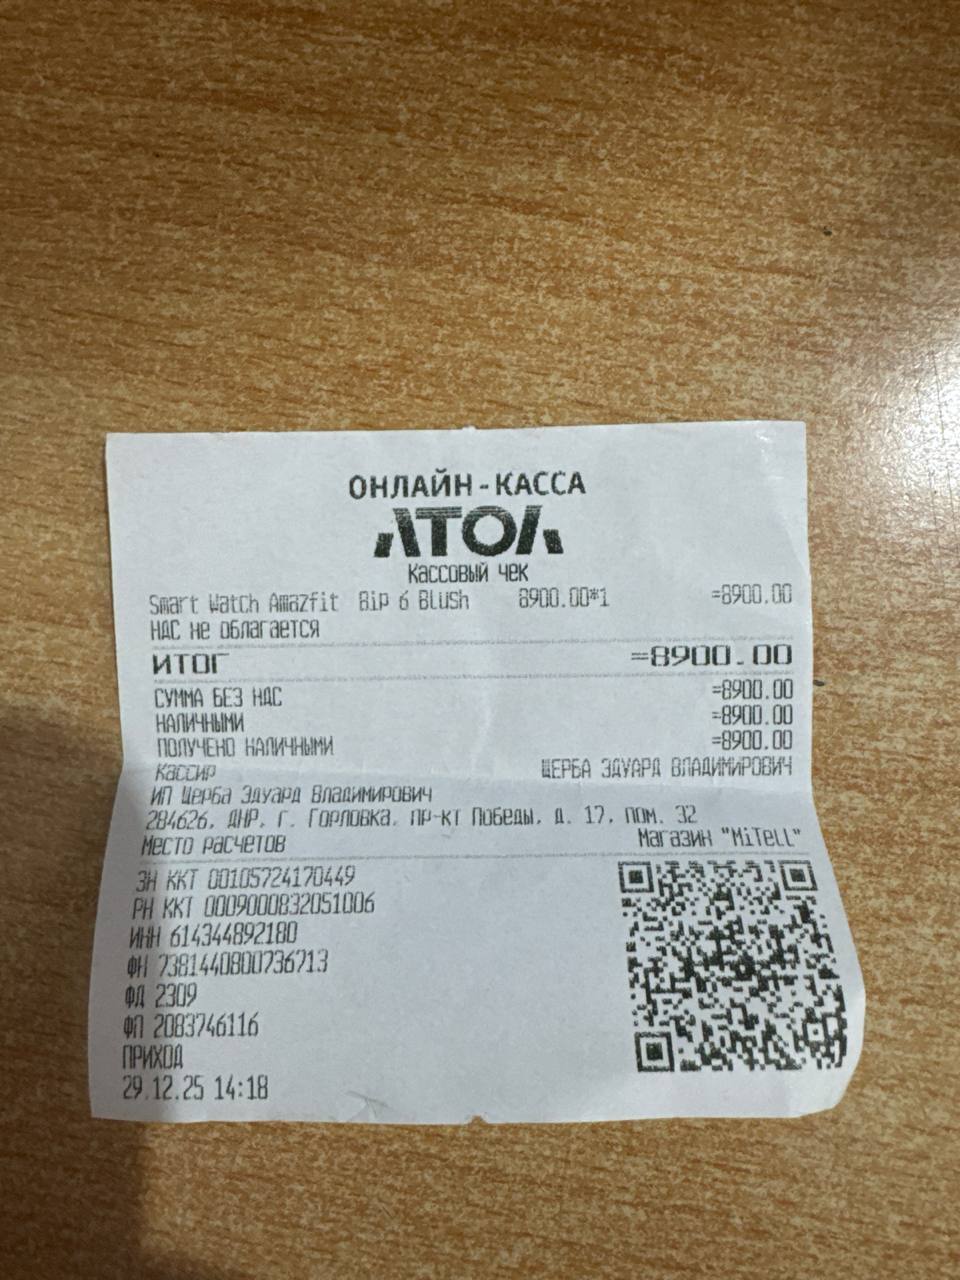 ОНЛАЙН-КАССА
АТОЛ
Кассовый чек
Smart Watch Amazfit Bip 6 Blush 8900.00*1 =8900.00
НДС не облагается
ИТОГ =8900.00
СУММА БЕЗ НДС =8900.00
НАЛИЧНЫМИ =8900.00
ПОЛУЧЕНО НАЛИЧНЫМИ =8900.00
Кассир ЩЕРБА ЭДУАРД ВЛАДИМИРОВИЧ
ИП Щерба Эдуард Владимирович
284626, ДНР, г. Горловка, пр-кт Победы, д. 17, пом. 32
Место расчетов Магазин "MiTell"
ЗН ККТ 00105724170449
РН ККТ 0009000832051006
ИНН 614344892180
ФН 7381440800736713
ФД 2309
ФП 2083746116
ПРИХОД
29.12.25 14:18